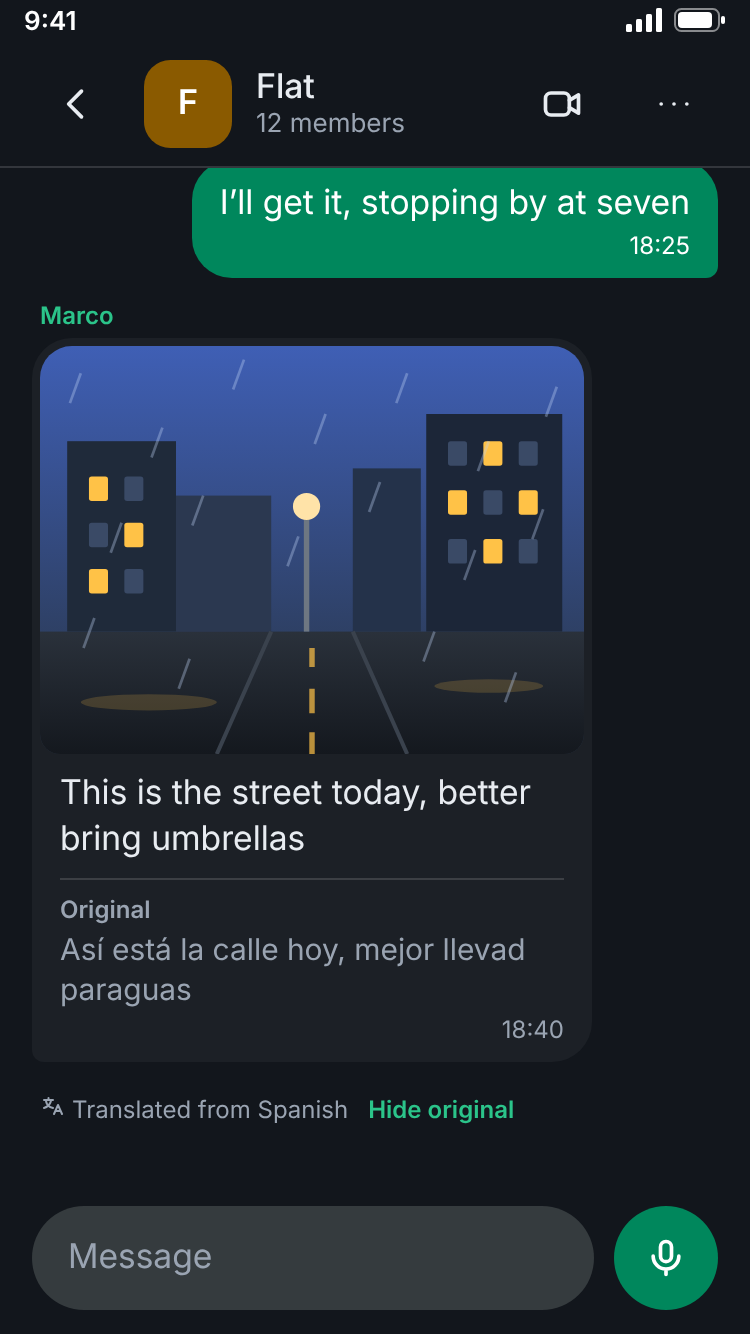 9:41
F
Flat
12 members
I’ll get it, stopping by at seven
18:25
Marco
This is the street today, better
bring umbrellas
Original
Así está la calle hoy, mejor llevad
paraguas
18:40
Translated from Spanish Hide original
Message